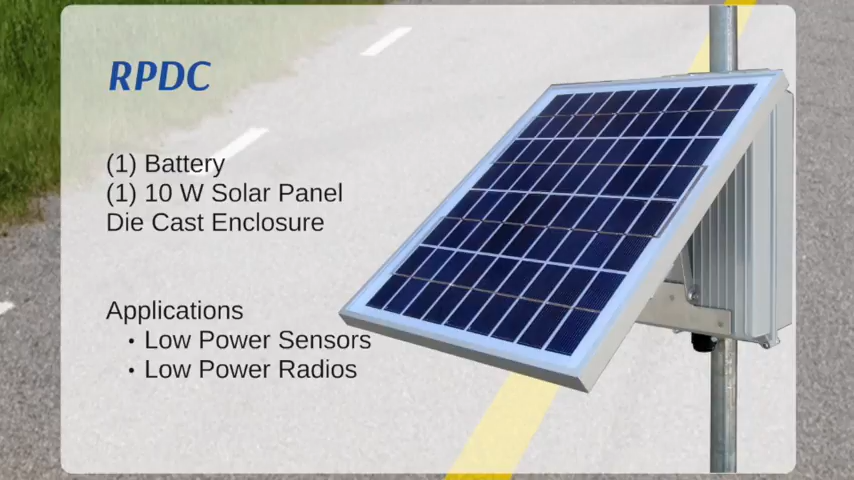 RPDC
(1) Battery
(1) 10 W Solar Panel
Die Cast Enclosure
Applications
• Low Power Sensors
• Low Power Radios